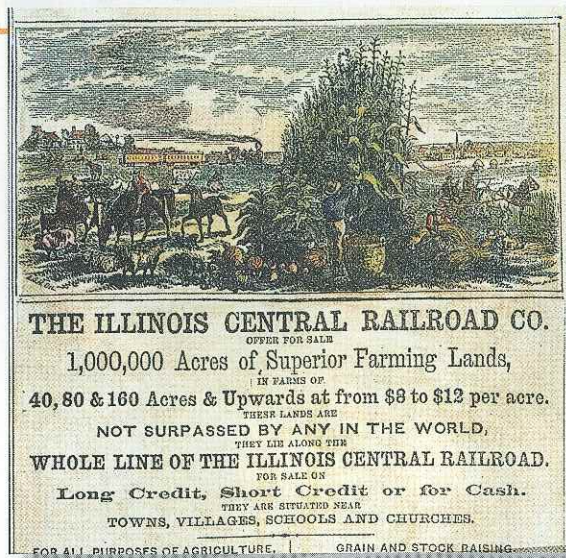 THE ILLINOIS CENTRAL RAILROAD CO.
OFFER FOR SALE
1,000,000 Acres of Superior Farming Lands,
IN FARMS OF
40, 80 & 160 Acres & Upwards at from $8 to $12 per acre.
THESE LANDS ARE
NOT SURPASSED BY ANY IN THE WORLD,
THEY LIE ALONG THE
WHOLE LINE OF THE ILLINOIS CENTRAL RAILROAD.
FOR SALE ON
Long Credit, Short Credit or for Cash.
THEY ARE SITUATED NEAR
TOWNS, VILLAGES, SCHOOLS AND CHURCHES.
FOR ALL PURPOSES OF AGRICULTURE.
GRAIN AND STOCK RAISING.